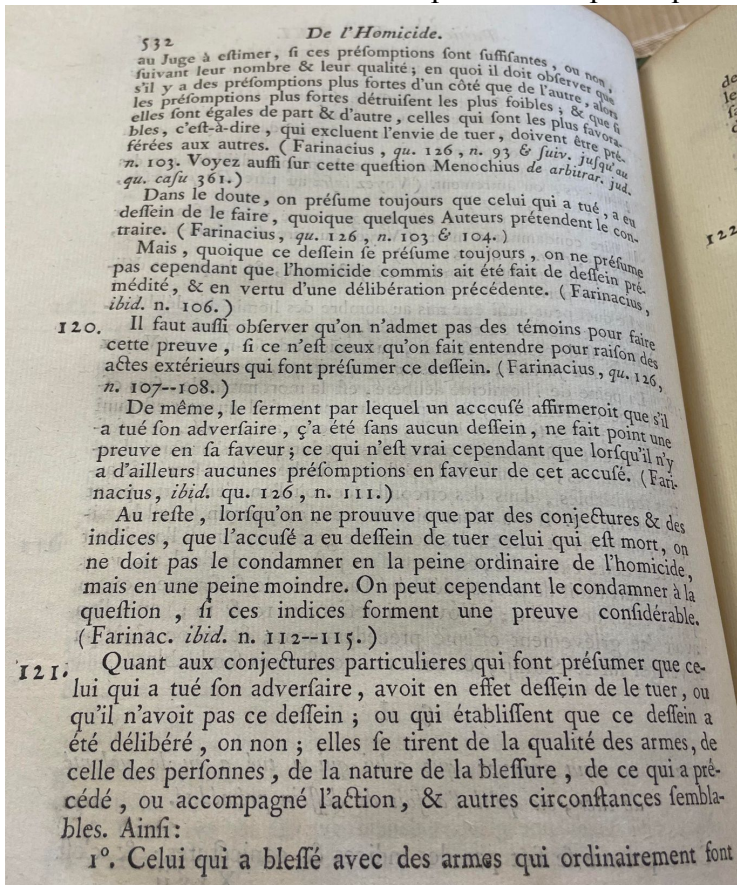 532 De l'Homicide.
au Juge à eſtimer, ſi ces préſomptions ſont ſuffiſantes, ou non,
ſuivant leur nombre & leur qualité; en quoi il doit obſerver que
s'il y a des préſomptions plus fortes d'un côté que de l'autre, alors
les préſomptions plus fortes détruiſent les plus foibles; & que ſi
elles ſont égales de part & d'autre, celles qui ſont les plus favora-
bles, c'eſt-à-dire, qui excluent l'envie de tuer, doivent être pré-
férées aux autres. (Farinacius, qu. 126, n. 93 & ſuiv. juſqu'au
n. 103. Voyez auſſi ſur cette queſtion Menochius de arbitrar. jud.
qu. caſu 361.)
Dans le doute, on préſume toujours que celui qui a tué, a eu
deſſein de le faire, quoique quelques Auteurs prétendent le con-
traire. (Farinacius, qu. 126, n. 103 & 104.)
Mais, quoique ce deſſein ſe préſume toujours, on ne préſume
pas cependant que l'homicide commis ait été fait de deſſein pré-
médité, & en vertu d'une délibération précédente. (Farinacius,
ibid. n. 106.)
120. Il faut auſſi obſerver qu'on n'admet pas des témoins pour faire
cette preuve, ſi ce n'eſt ceux qu'on fait entendre pour raiſon des
actes extérieurs qui font préſumer ce deſſein. (Farinacius, qu. 126,
n. 107--108.)
De même, le ſerment par lequel un acccuſé affirmeroit que s'il
a tué ſon adverſaire, ç'a été ſans aucun deſſein, ne fait point une
preuve en ſa faveur; ce qui n'eſt vrai cependant que lorſqu'il n'y
a d'ailleurs aucunes préſomptions en faveur de cet accuſé. (Fari-
nacius, ibid. qu. 126, n. 111.)
Au reſte, lorſqu'on ne prouuve que par des conjectures & des
indices, que l'accuſé a eu deſſein de tuer celui qui eſt mort, on
ne doit pas le condamner en la peine ordinaire de l'homicide,
mais en une peine moindre. On peut cependant le condamner à la
queſtion, ſi ces indices forment une preuve conſidérable.
(Farinac. ibid. n. 112--115.)
121. Quant aux conjectures particulieres qui font préſumer que ce-
lui qui a tué ſon adverſaire, avoit en effet deſſein de le tuer, ou
qu'il n'avoit pas ce deſſein; ou qui établiſſent que ce deſſein a
été délibéré, on non; elles ſe tirent de la qualité des armes, de
celle des perſonnes, de la nature de la bleſſure, de ce qui a pré-
cédé, ou accompagné l'action, & autres circonſtances ſembla-
bles. Ainſi:
1°. Celui qui a bleſſé avec des armes qui ordinairement font
122